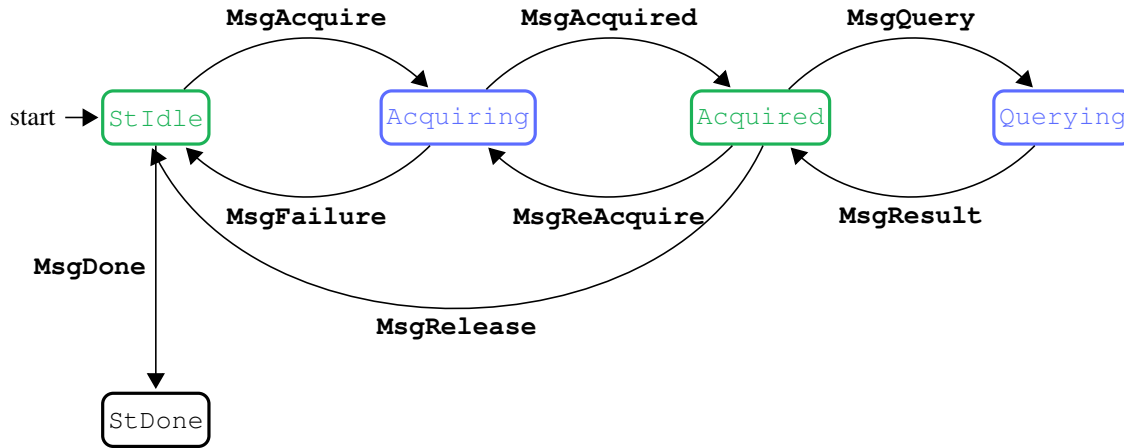 MsgAcquire
MsgAcquired
MsgQuery
start
StIdle
Acquiring
Acquired
Querying
MsgFailure
MsgReAcquire
MsgResult
MsgDone
MsgRelease
StDone